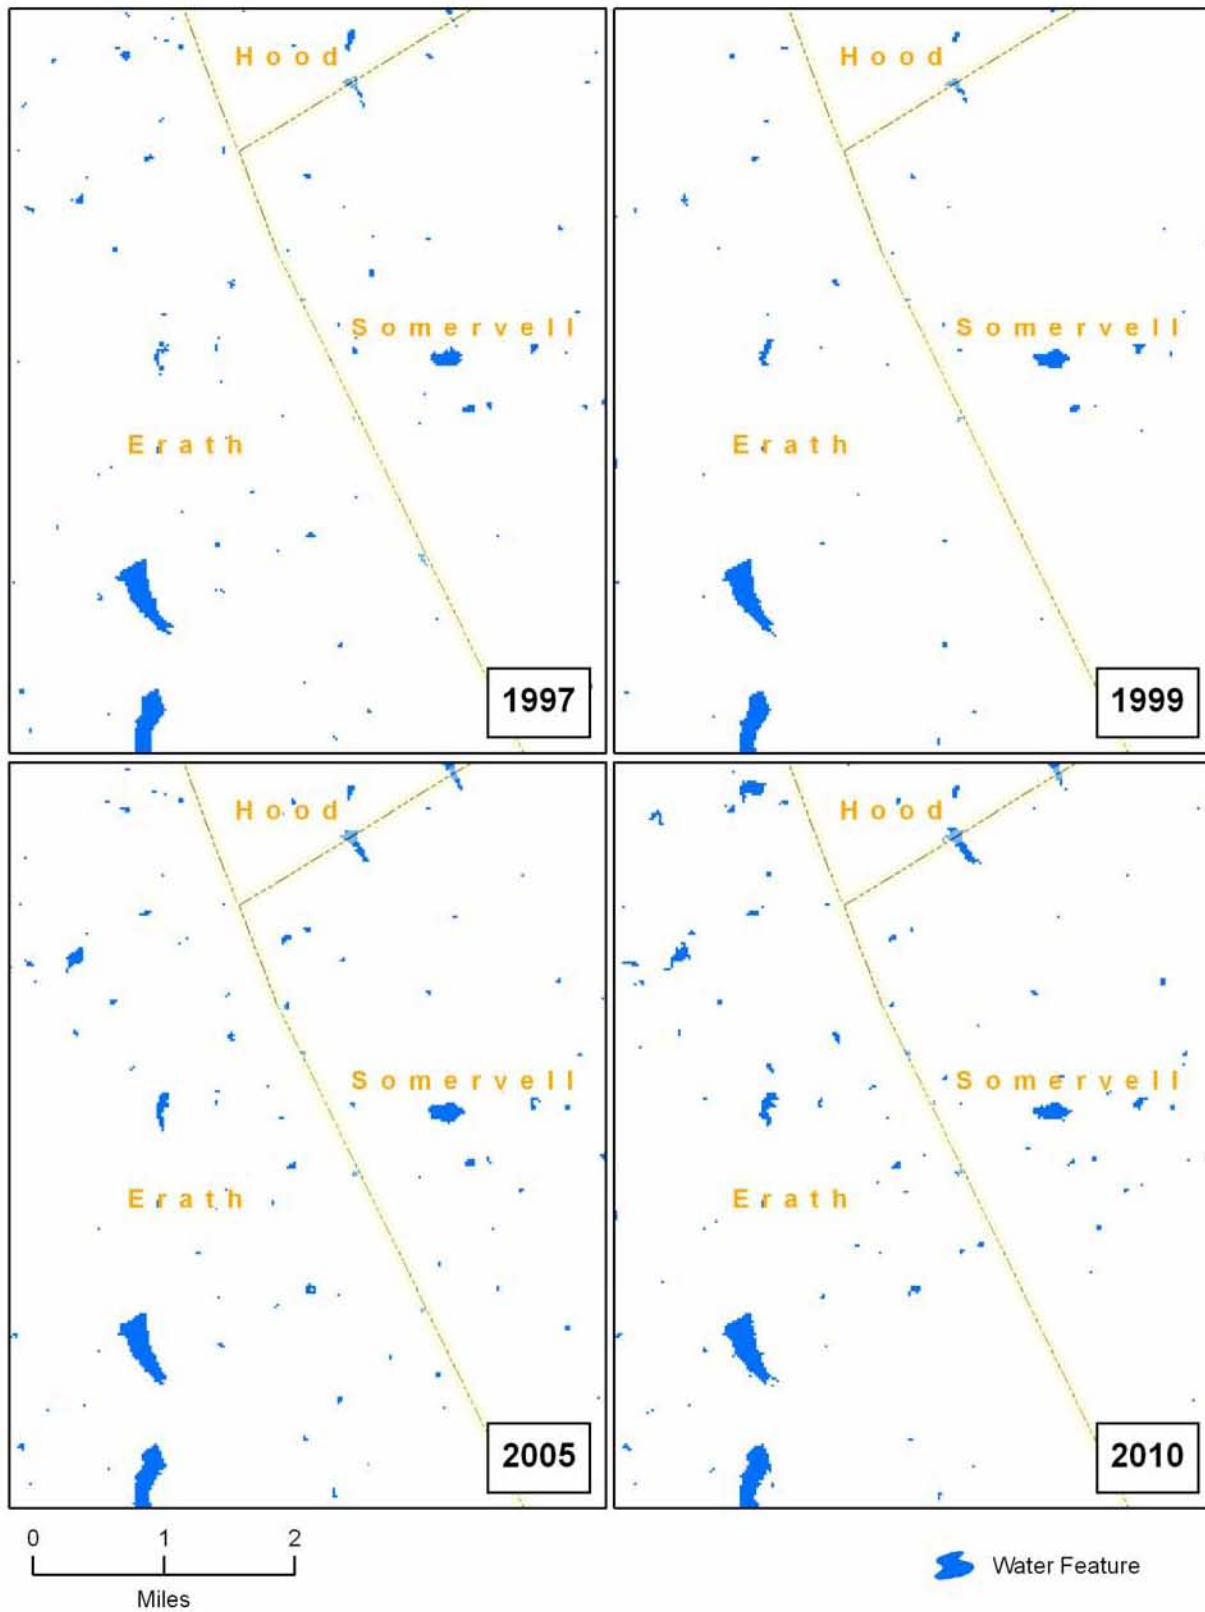 Hood
Somervell
Erath
1997
Hood
Somervell
Erath
1999
Hood
Somervell
Erath
2005
Hood
Somervell
Erath
2010
0 1 2
Miles
Water Feature